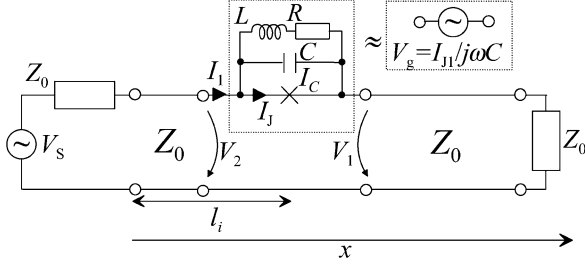 L
R
C
I_C
≈
~
V_g=I_J1/jωC
Z_0
I_1
I_J
~
V_S
Z_0
V_2
V_1
Z_0
Z_0
l_i
x